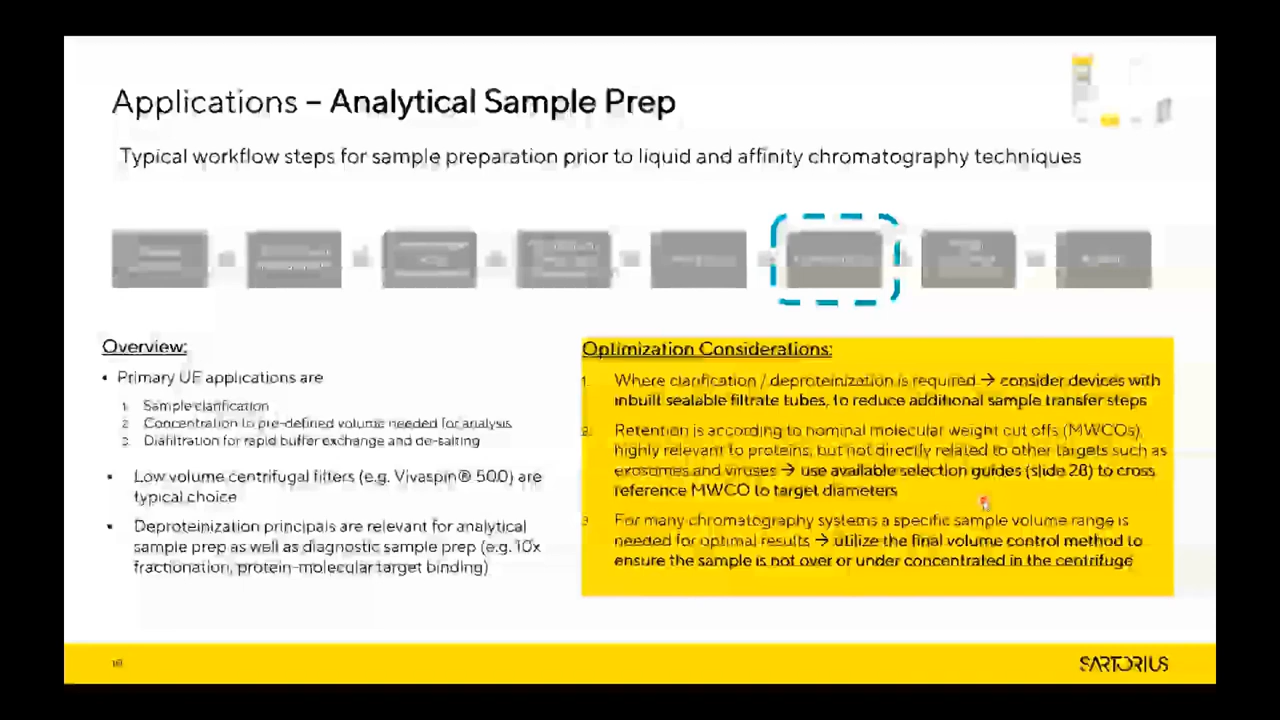 Applications – Analytical Sample Prep
Typical workflow steps for sample preparation prior to liquid and affinity chromatography techniques
Overview:
• Primary UF applications are
1. Sample clarification
2. Concentration to pre-defined volume needed for analysis
3. Diafiltration for rapid buffer exchange and de-salting
• Low volume centrifugal filters (e.g. Vivaspin® 500) are
typical choice
• Deproteinization principals are relevant for analytical
sample prep as well as diagnostic sample prep (e.g. 10x
fractionation, protein-molecular target binding)
Optimization Considerations:
1. Where clarification / deproteinization is required → consider devices with
inbuilt sealable filtrate tubes, to reduce additional sample transfer steps
2. Retention is according to nominal molecular weight cut offs (MWCOs),
highly relevant to proteins, but not directly related to other targets such as
exosomes and viruses → use available selection guides (slide 28) to cross
reference MWCO to target diameters
3. For many chromatography systems a specific sample volume range is
needed for optimal results → utilize the final volume control method to
ensure the sample is not over or under concentrated in the centrifuge
SARTORIUS